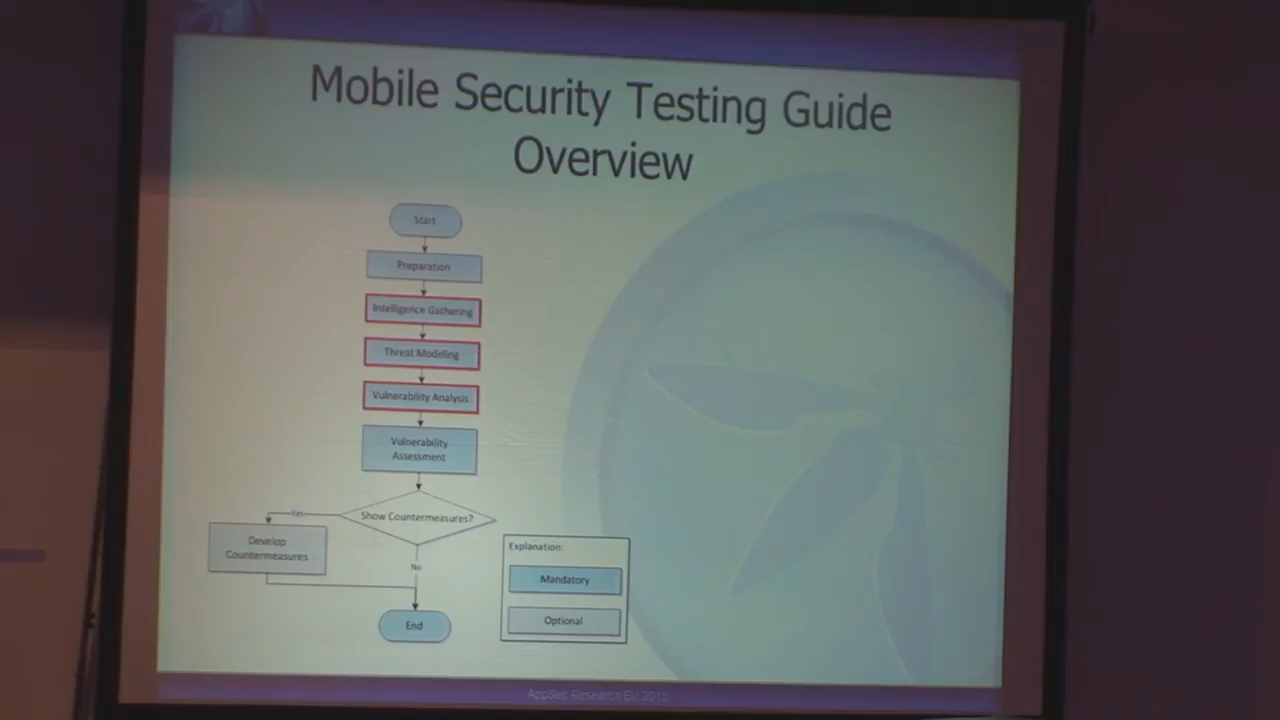 Mobile Security Testing Guide
Overview
Start
Preparation
Intelligence Gathering
Threat Modeling
Vulnerability Analysis
Vulnerability
Assessment
Show Countermeasures?
Yes
Develop
Countermeasures
No
End
Explanation:
Mandatory
Optional
AppSec Research EU 2013